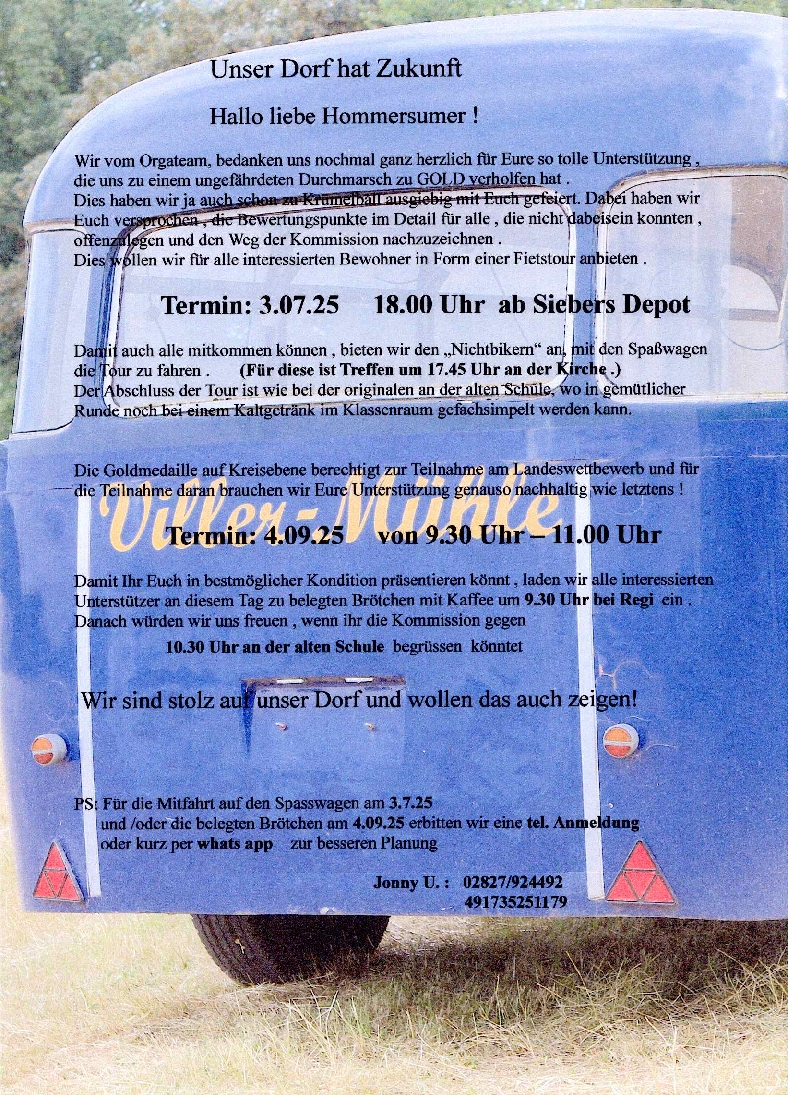 Unser Dorf hat Zukunft
Hallo liebe Hommersumer !
Wir vom Orgateam, bedanken uns nochmal ganz herzlich für Eure so tolle Unterstützung ,
die uns zu einem ungefährdeten Durchmarsch zu GOLD verholfen hat .
Dies haben wir ja auch schon zu Krümelball ausgiebig mit Euch gefeiert. Dabei haben wir
Euch versprochen , die Bewertungspunkte im Detail für alle , die nicht dabeisein konnten ,
offenzulegen und den Weg der Kommission nachzuzeichnen .
Dies wollen wir für alle interessierten Bewohner in Form einer Fietstour anbieten .
Termin: 3.07.25 18.00 Uhr ab Siebers Depot
Damit auch alle mitkommen können , bieten wir den „Nichtbikern“ an, mit den Spaßwagen
die Tour zu fahren . (Für diese ist Treffen um 17.45 Uhr an der Kirche .)
Der Abschluss der Tour ist wie bei der originalen an der alten Schule, wo in gemütlicher
Runde noch bei einem Kaltgetränk im Klassenraum gefachsimpelt werden kann.
Die Goldmedaille auf Kreisebene berechtigt zur Teilnahme am Landeswettbewerb und für
die Teilnahme daran brauchen wir Eure Unterstützung genauso nachhaltig wie letztens !
Viller-Mühle
Termin: 4.09.25 von 9.30 Uhr – 11.00 Uhr
Damit Ihr Euch in bestmöglicher Kondition präsentieren könnt , laden wir alle interessierten
Unterstützer an diesem Tag zu belegten Brötchen mit Kaffee um 9.30 Uhr bei Regi ein .
Danach würden wir uns freuen , wenn ihr die Kommission gegen
10.30 Uhr an der alten Schule begrüssen könntet
Wir sind stolz auf unser Dorf und wollen das auch zeigen!
PS: Für die Mitfahrt auf den Spasswagen am 3.7.25
und /oder die belegten Brötchen am 4.09.25 erbitten wir eine tel. Anmeldung
oder kurz per whats app zur besseren Planung
Jonny U. : 02827/924492
491735251179